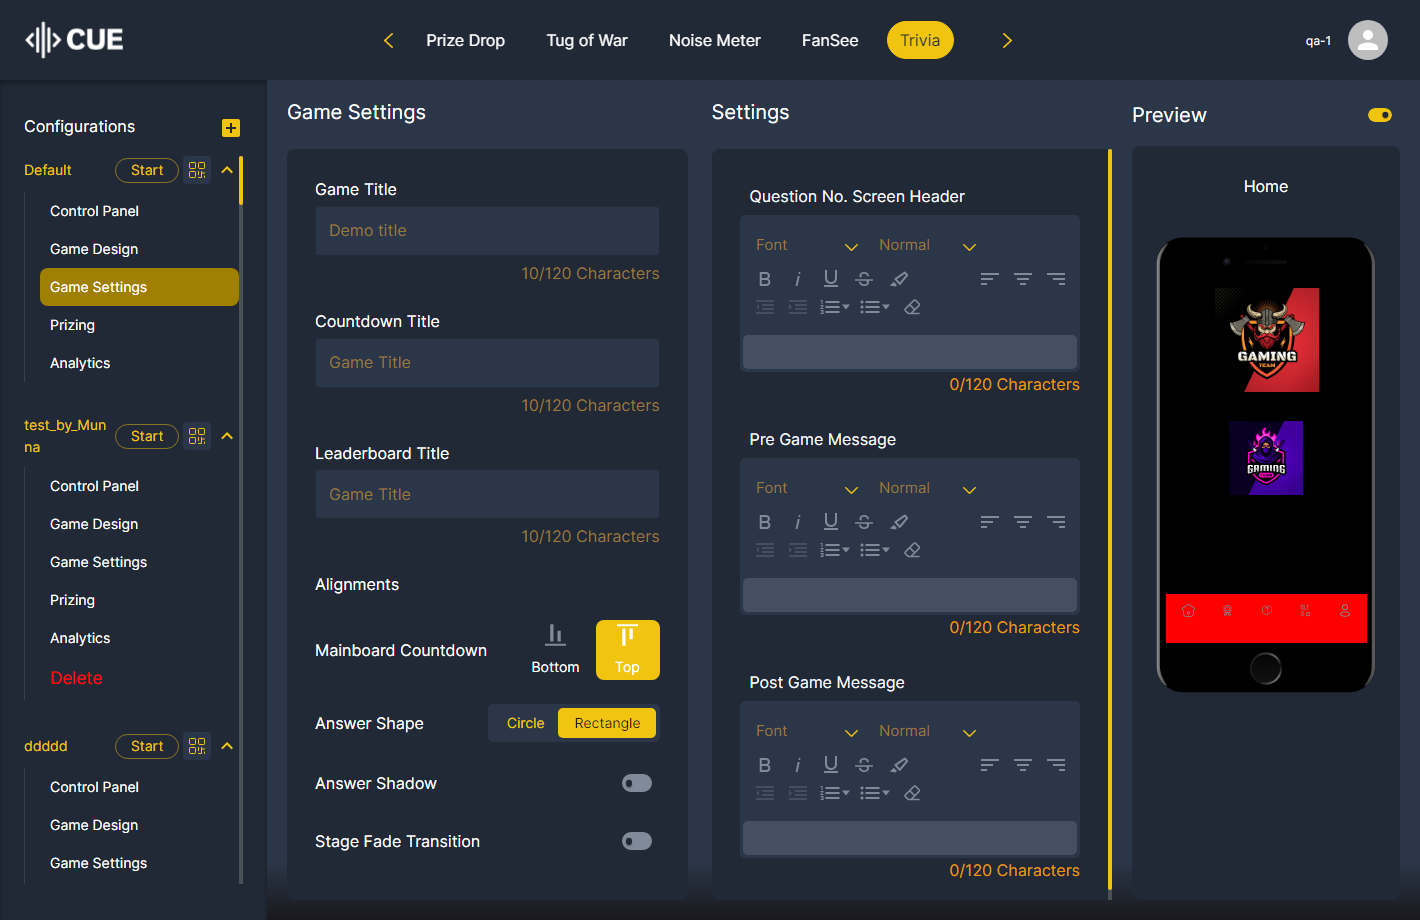 CUE
Prize Drop
Tug of War
Noise Meter
FanSee
Trivia
qa-1
Configurations
Default
Start
Control Panel
Game Design
Game Settings
Prizing
Analytics
test_by_Mun
na
Start
Control Panel
Game Design
Game Settings
Prizing
Analytics
Delete
ddddd
Start
Control Panel
Game Design
Game Settings
Game Settings
Game Title
Demo title
10/120 Characters
Countdown Title
Game Title
10/120 Characters
Leaderboard Title
Game Title
10/120 Characters
Alignments
Mainboard Countdown
Bottom
Top
Answer Shape
Circle
Rectangle
Answer Shadow
Stage Fade Transition
Settings
Question No. Screen Header
Font
Normal
B i U S
0/120 Characters
Pre Game Message
Font
Normal
B i U S
0/120 Characters
Post Game Message
Font
Normal
B i U S
0/120 Characters
Preview
Home
GAMING
TEAM
GAMING